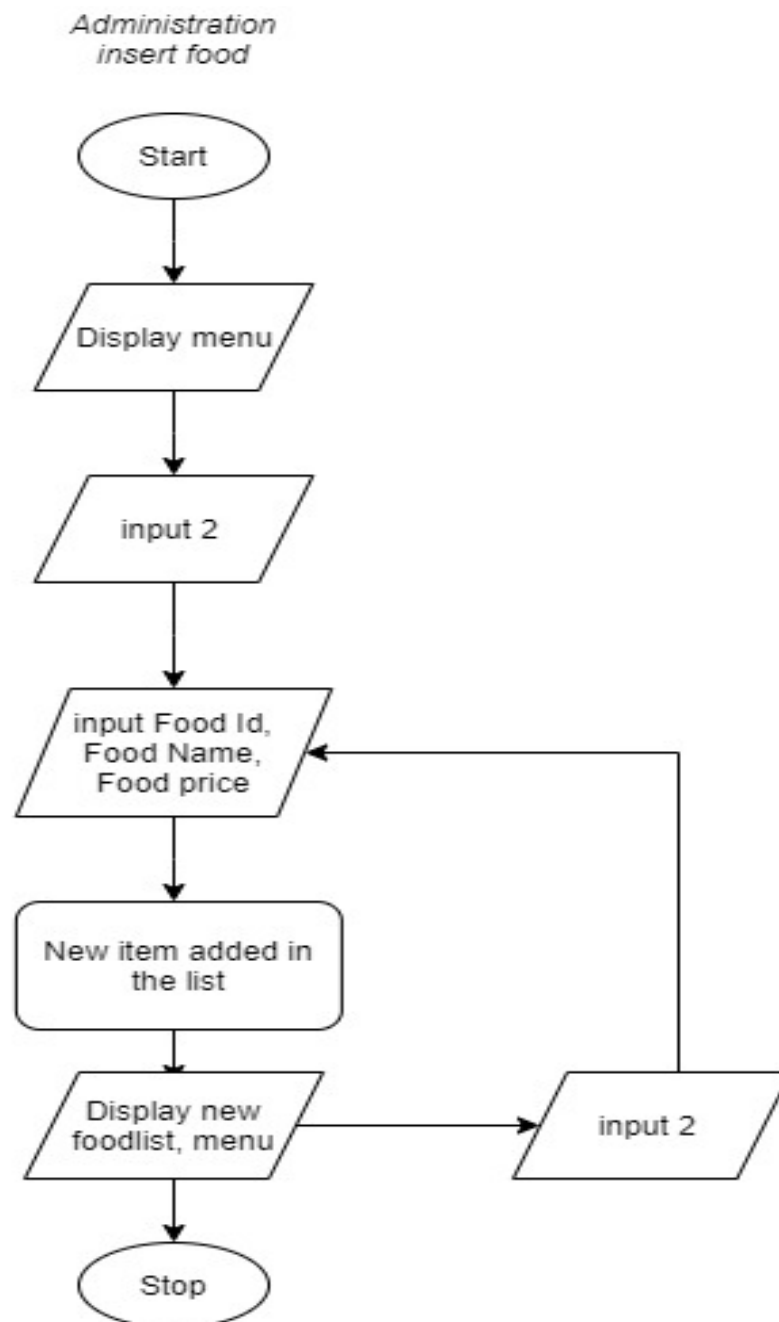 Administration
insert food
Start
Display menu
input 2
input Food Id,
Food Name,
Food price
New item added in
the list
Display new
foodlist, menu
input 2
Stop